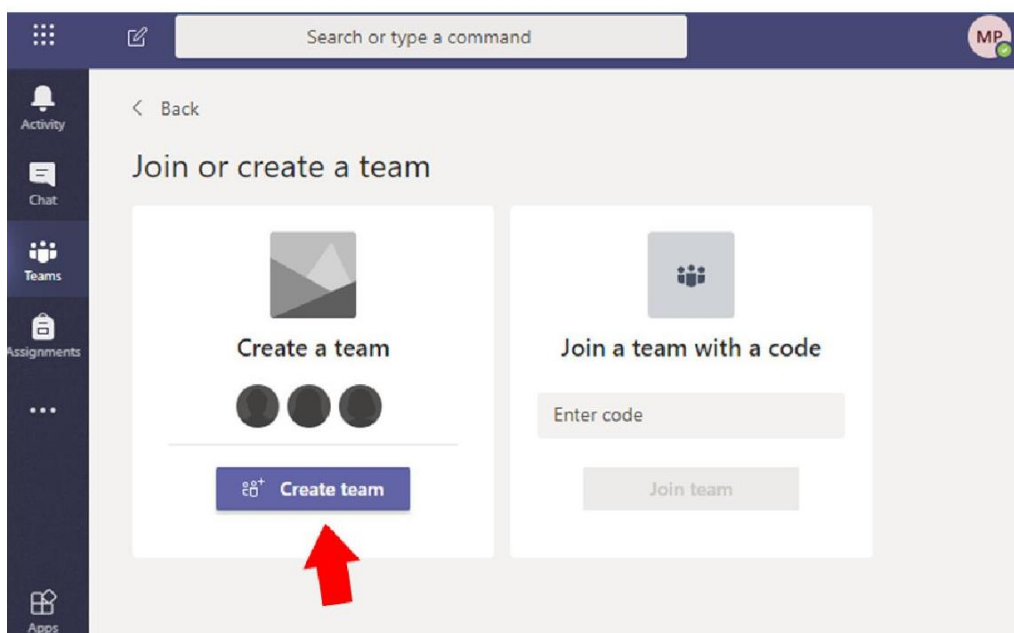 Search or type a command
MP
Activity
Chat
Teams
Assignments
Apps
Back
Join or create a team
Create a team
Create team
Join a team with a code
Enter code
Join team